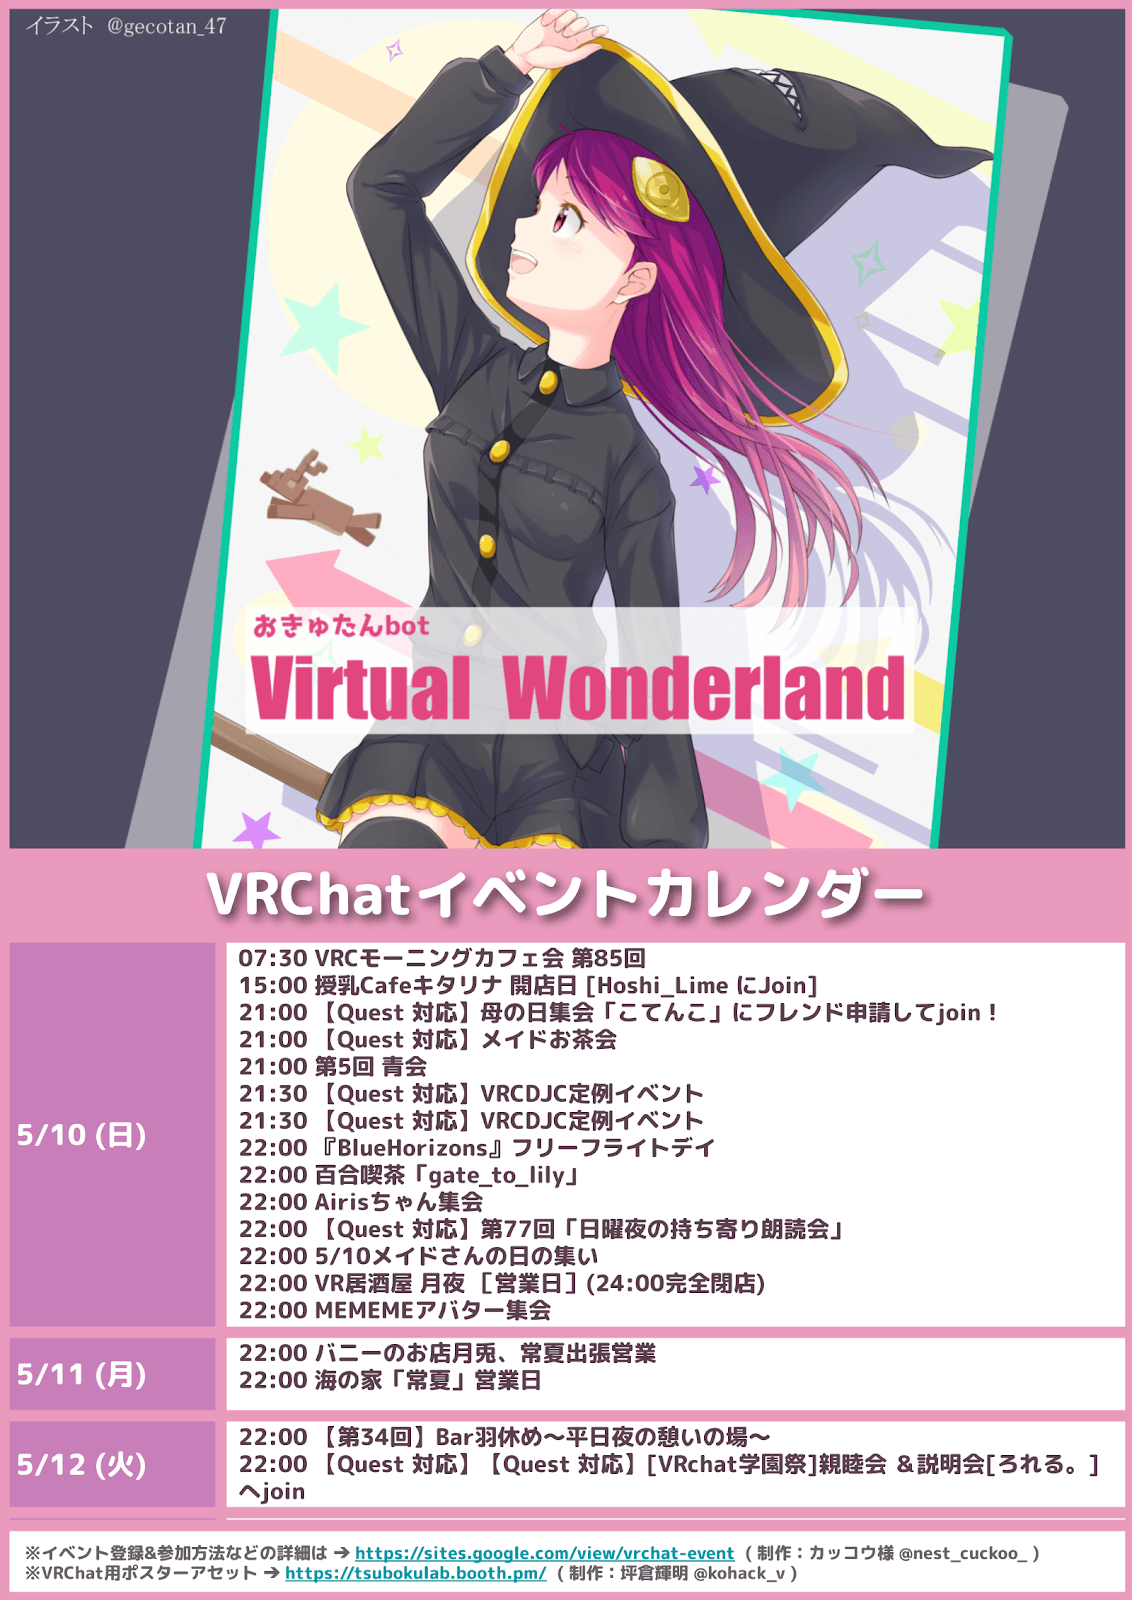 イラスト @gecotan_47
おきゅたんbot
Virtual Wonderland
VRChatイベントカレンダー
5/10 (日)
07:30 VRCモーニングカフェ会 第85回
15:00 授乳Cafeキタリナ 開店日 [Hoshi_Lime にJoin]
21:00 【Quest 対応】母の日集会「こてんこ」にフレンド申請してjoin！
21:00 【Quest 対応】メイドお茶会
21:00 第5回 青会
21:30 【Quest 対応】VRCDJC定例イベント
21:30 【Quest 対応】VRCDJC定例イベント
22:00 『BlueHorizons』フリーフライトデイ
22:00 百合喫茶「gate_to_lily」
22:00 Airisちゃん集会
22:00 【Quest 対応】第77回「日曜夜の持ち寄り朗読会」
22:00 5/10メイドさんの日の集い
22:00 VR居酒屋 月夜 ［営業日］(24:00完全閉店)
22:00 MEMEMEアバター集会
5/11 (月)
22:00 バニーのお店月兎、常夏出張営業
22:00 海の家「常夏」営業日
5/12 (火)
22:00 【第34回】Bar羽休め～平日夜の憩いの場～
22:00 【Quest 対応】【Quest 対応】[VRchat学園祭]親睦会 ＆説明会[ろれる。]
へjoin
※イベント登録&参加方法などの詳細は ➔ https://sites.google.com/view/vrchat-event （ 制作：カッコウ様 @nest_cuckoo_ ）
※VRChat用ポスターアセット ➔ https://tsubokulab.booth.pm/ （ 制作：坪倉輝明 @kohack_v ）